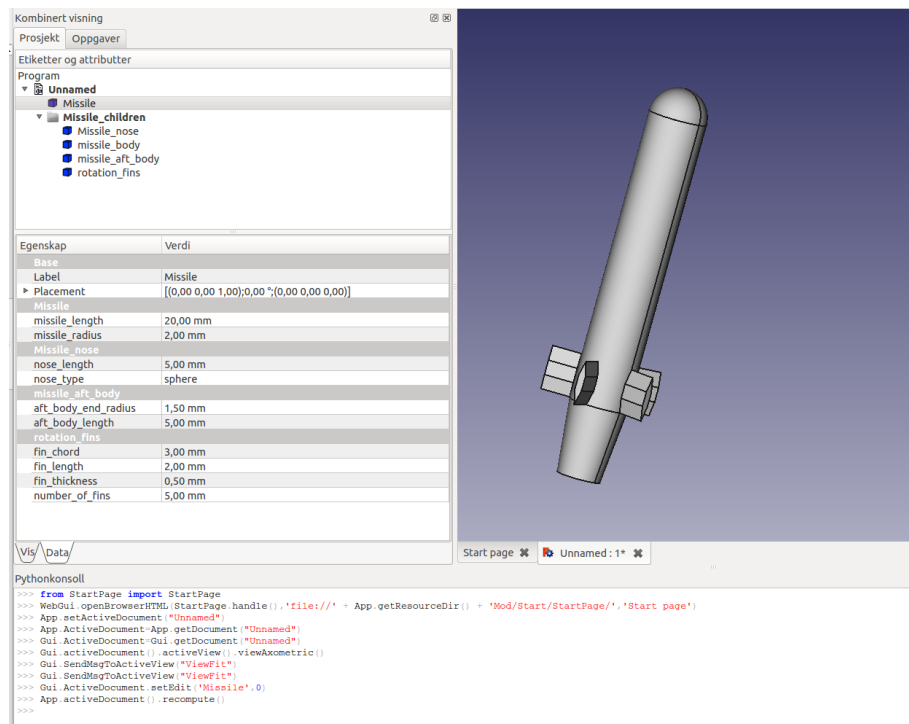 Kombinert visning
Prosjekt Oppgaver
Etiketter og attributter
Program
Unnamed
Missile
Missile_children
Missile_nose
missile_body
missile_aft_body
rotation_fins
Egenskap Verdi
Base
Label Missile
Placement [(0,00 0,00 1,00);0,00 °;(0,00 0,00 0,00)]
Missile
missile_length 20,00 mm
missile_radius 2,00 mm
Missile_nose
nose_length 5,00 mm
nose_type sphere
missile_aft_body
aft_body_end_radius 1,50 mm
aft_body_length 5,00 mm
rotation_fins
fin_chord 3,00 mm
fin_length 2,00 mm
fin_thickness 0,50 mm
number_of_fins 5,00 mm
Vis Data
Start page Unnamed : 1*
Pythonkonsoll
>>> from StartPage import StartPage
>>> WebGui.openBrowserHTML(StartPage.handle(),'file://' + App.getResourceDir() + 'Mod/Start/StartPage/','Start page')
>>> App.setActiveDocument("Unnamed")
>>> App.ActiveDocument=App.getDocument("Unnamed")
>>> Gui.ActiveDocument=Gui.getDocument("Unnamed")
>>> Gui.activeDocument().activeView().viewAxometric()
>>> Gui.SendMsgToActiveView("ViewFit")
>>> Gui.SendMsgToActiveView("ViewFit")
>>> Gui.ActiveDocument.setEdit('Missile',0)
>>> App.activeDocument().recompute()
>>>